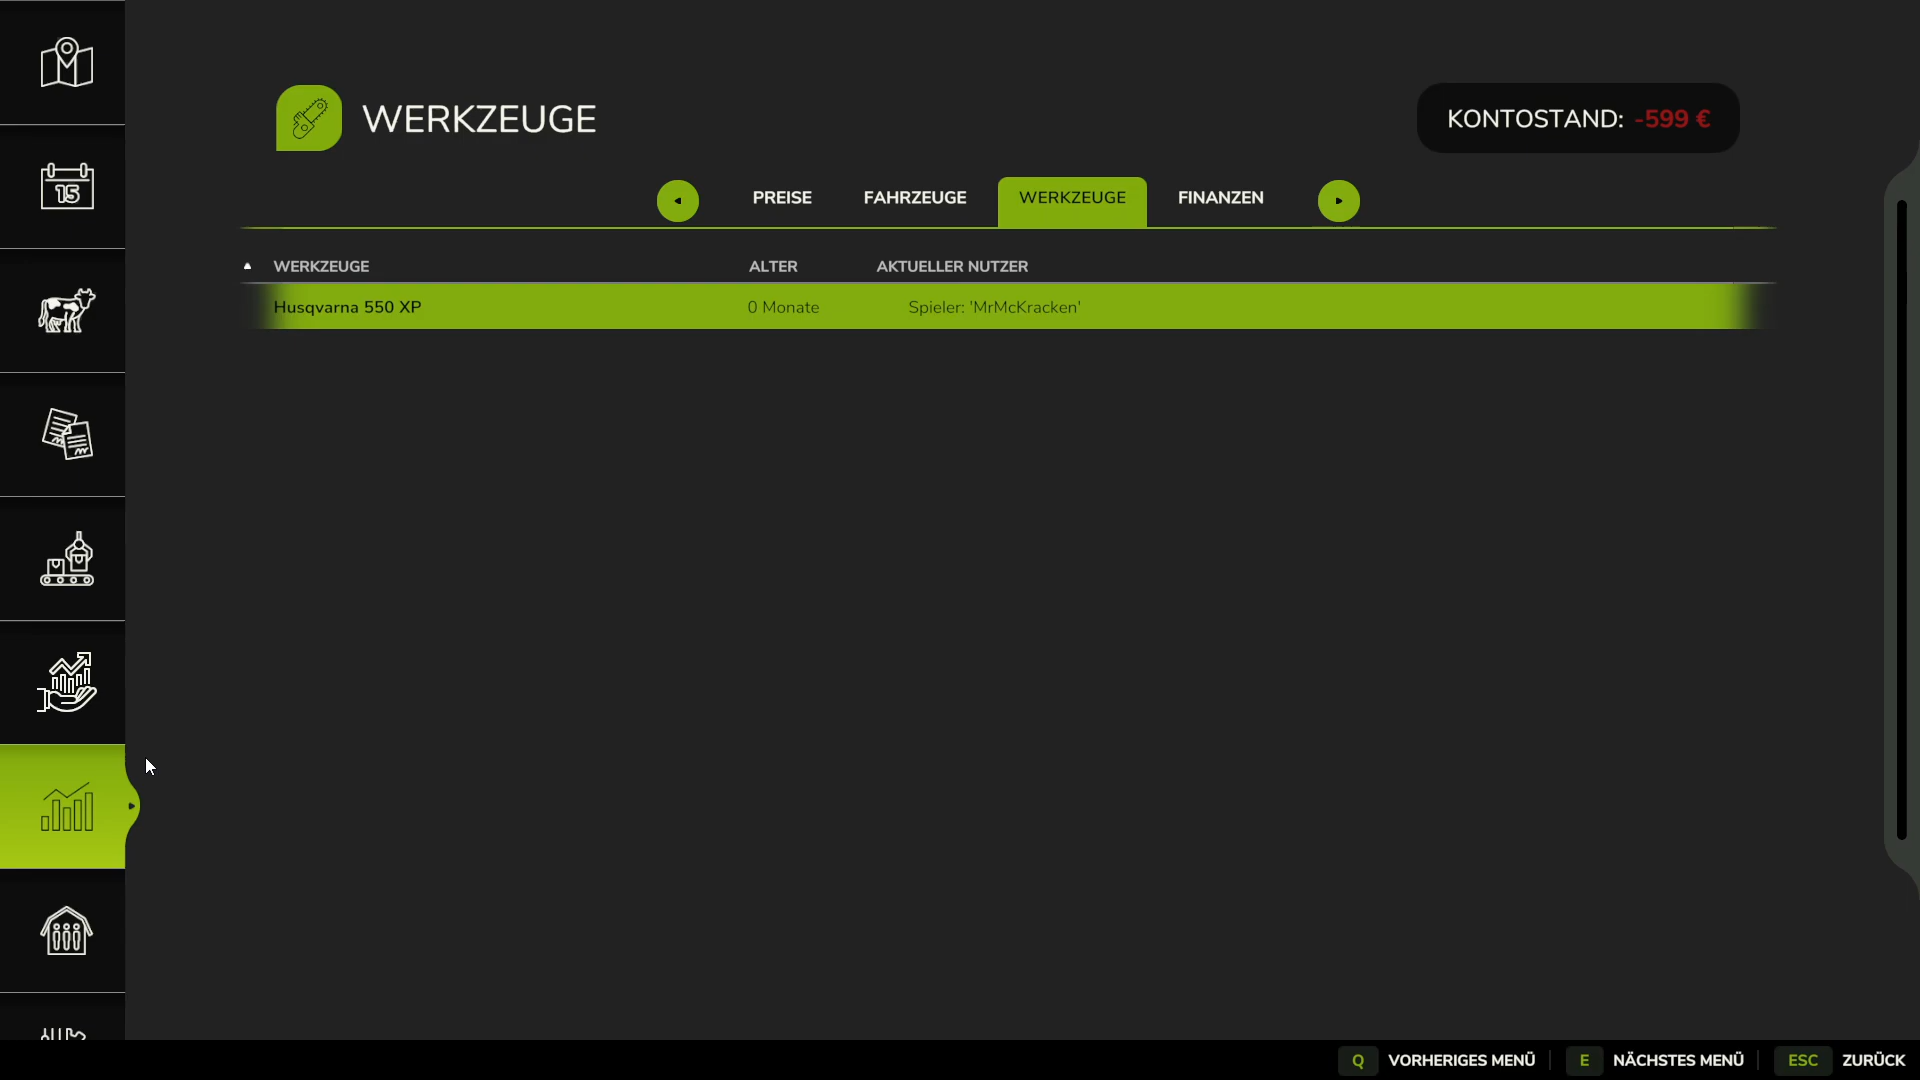 15
WERKZEUGE
KONTOSTAND: -599 €
PREISE FAHRZEUGE WERKZEUGE FINANZEN
WERKZEUGE ALTER AKTUELLER NUTZER
Husqvarna 550 XP 0 Monate Spieler: 'MrMcKracken'
Q VORHERIGES MENÜ E NÄCHSTES MENÜ ESC ZURÜCK